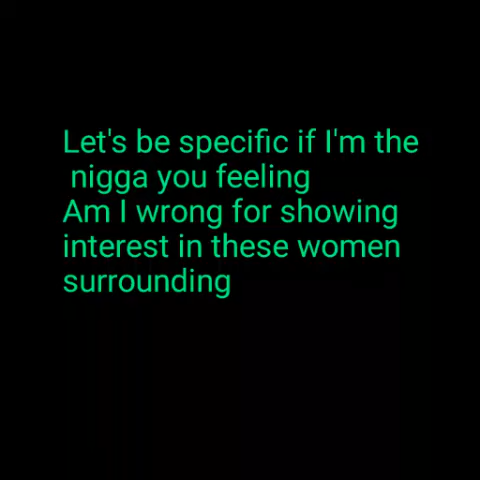 Let's be specific if I'm the
nigga you feeling
Am I wrong for showing
interest in these women
surrounding